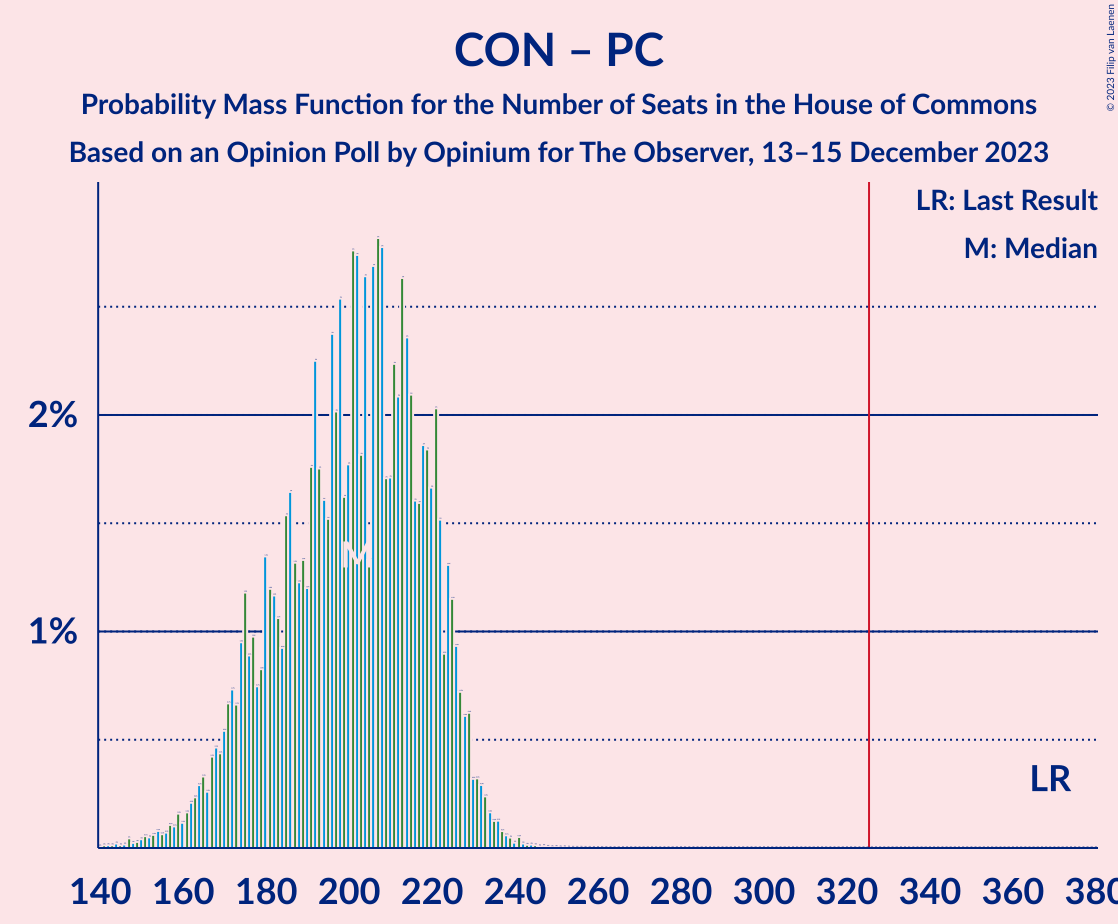 CON – PC
Probability Mass Function for the Number of Seats in the House of Commons
Based on an Opinion Poll by Opinium for The Observer, 13–15 December 2023
© 2023 Filip van Laenen
LR: Last Result
M: Median
2%
1%
M
LR
140 160 180 200 220 240 260 280 300 320 340 360 380